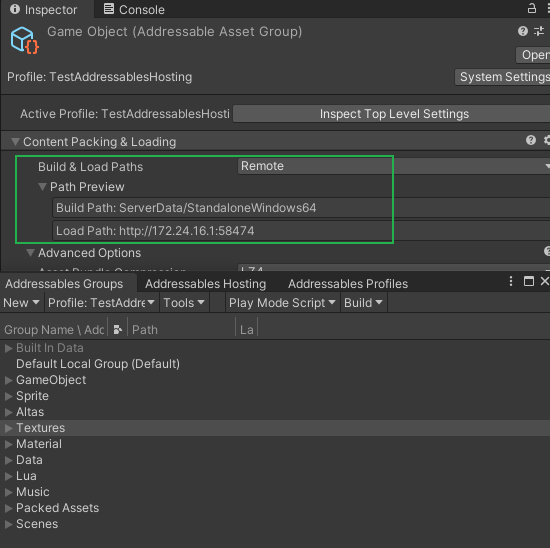 Inspector Console
Game Object (Addressable Asset Group)
Open
Profile: TestAddressablesHosting System Settings
Active Profile: TestAddressablesHosti Inspect Top Level Settings
Content Packing & Loading
Build & Load Paths Remote
Path Preview
Build Path: ServerData/StandaloneWindows64
Load Path: http://172.24.16.1:58474
Advanced Options
Asset Bundle Compression LZ4
Addressables Groups Addressables Hosting Addressables Profiles
New Profile: TestAddre Tools Play Mode Script Build
Group Name \ Adc Path La
Built In Data
Default Local Group (Default)
GameObject
Sprite
Altas
Textures
Material
Data
Lua
Music
Packed Assets
Scenes